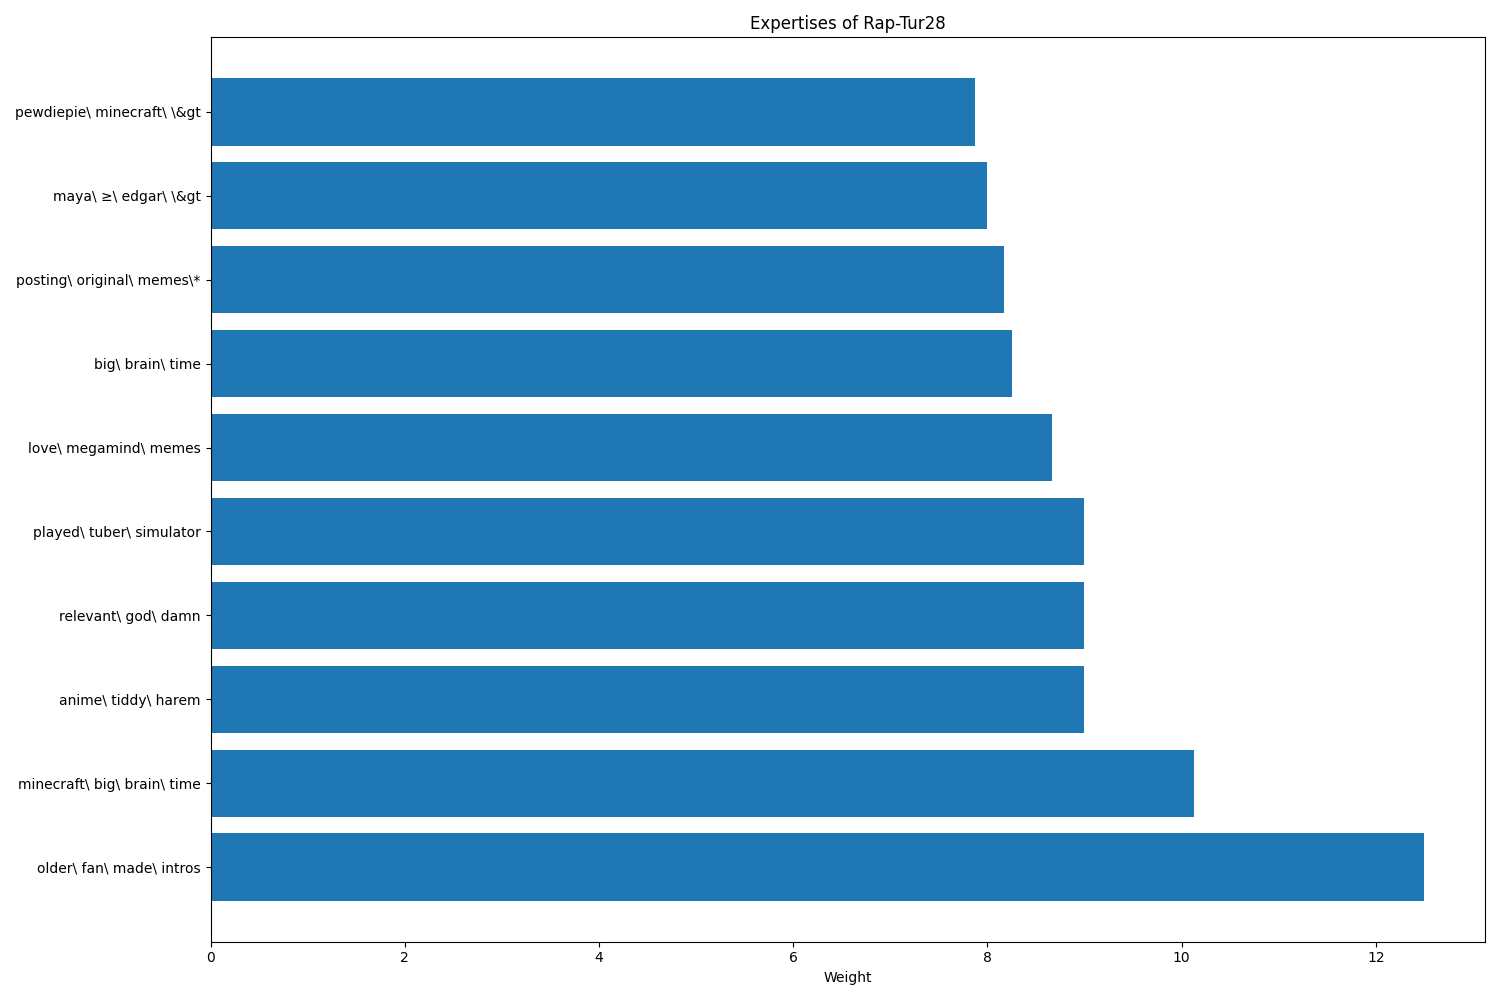 Expertises of Rap-Tur28
pewdiepie\ minecraft\ \&gt
maya\ ≥\ edgar\ \&gt
posting\ original\ memes\*
big\ brain\ time
love\ megamind\ memes
played\ tuber\ simulator
relevant\ god\ damn
anime\ tiddy\ harem
minecraft\ big\ brain\ time
older\ fan\ made\ intros
0 2 4 6 8 10 12
Weight